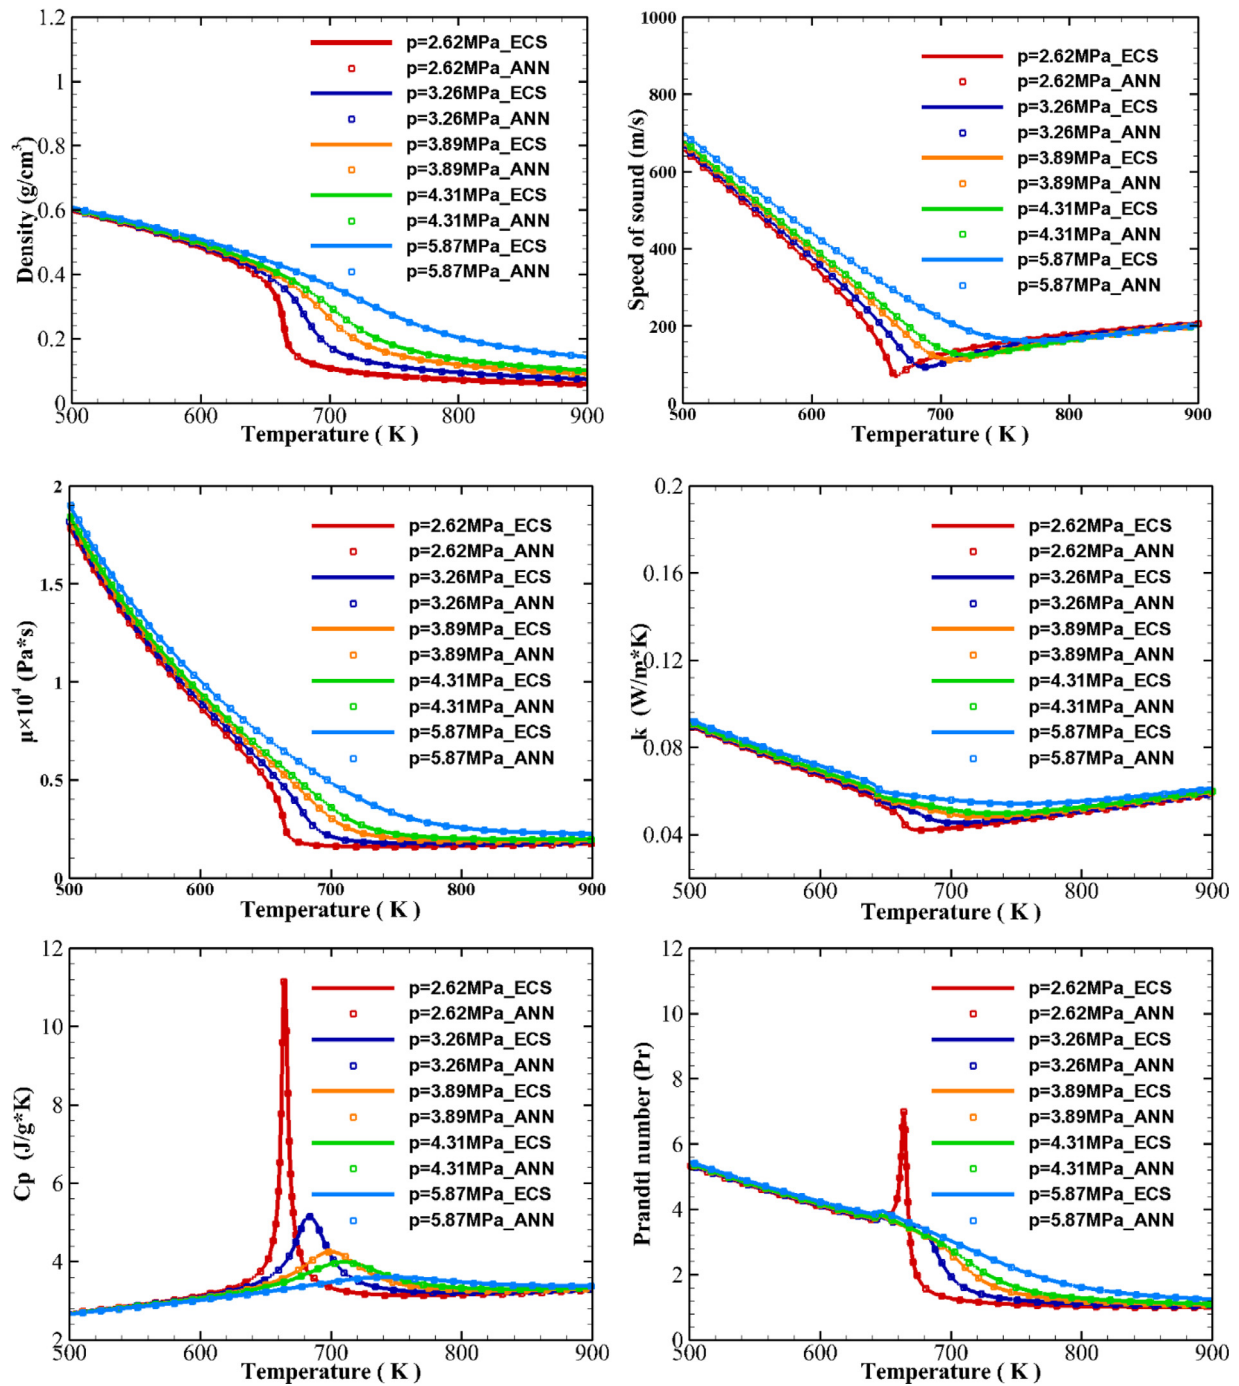 1.2
1
0.8
0.6
0.4
0.2
0
Density (g/cm³)
500 600 700 800 900
Temperature ( K )
p=2.62MPa_ECS
p=2.62MPa_ANN
p=3.26MPa_ECS
p=3.26MPa_ANN
p=3.89MPa_ECS
p=3.89MPa_ANN
p=4.31MPa_ECS
p=4.31MPa_ANN
p=5.87MPa_ECS
p=5.87MPa_ANN
1000
800
600
400
200
0
Speed of sound (m/s)
500 600 700 800 900
Temperature ( K )
p=2.62MPa_ECS
p=2.62MPa_ANN
p=3.26MPa_ECS
p=3.26MPa_ANN
p=3.89MPa_ECS
p=3.89MPa_ANN
p=4.31MPa_ECS
p=4.31MPa_ANN
p=5.87MPa_ECS
p=5.87MPa_ANN
2
1.5
1
0.5
0
μ×10⁴ (Pa*s)
500 600 700 800 900
Temperature ( K )
p=2.62MPa_ECS
p=2.62MPa_ANN
p=3.26MPa_ECS
p=3.26MPa_ANN
p=3.89MPa_ECS
p=3.89MPa_ANN
p=4.31MPa_ECS
p=4.31MPa_ANN
p=5.87MPa_ECS
p=5.87MPa_ANN
0.2
0.16
0.12
0.08
0.04
k (W/m*K)
500 600 700 800 900
Temperature ( K )
p=2.62MPa_ECS
p=2.62MPa_ANN
p=3.26MPa_ECS
p=3.26MPa_ANN
p=3.89MPa_ECS
p=3.89MPa_ANN
p=4.31MPa_ECS
p=4.31MPa_ANN
p=5.87MPa_ECS
p=5.87MPa_ANN
12
10
8
6
4
2
Cp (J/g*K)
500 600 700 800 900
Temperature ( K )
p=2.62MPa_ECS
p=2.62MPa_ANN
p=3.26MPa_ECS
p=3.26MPa_ANN
p=3.89MPa_ECS
p=3.89MPa_ANN
p=4.31MPa_ECS
p=4.31MPa_ANN
p=5.87MPa_ECS
p=5.87MPa_ANN
12
10
8
6
4
2
0
Prandtl number (Pr)
500 600 700 800 900
Temperature ( K )
p=2.62MPa_ECS
p=2.62MPa_ANN
p=3.26MPa_ECS
p=3.26MPa_ANN
p=3.89MPa_ECS
p=3.89MPa_ANN
p=4.31MPa_ECS
p=4.31MPa_ANN
p=5.87MPa_ECS
p=5.87MPa_ANN